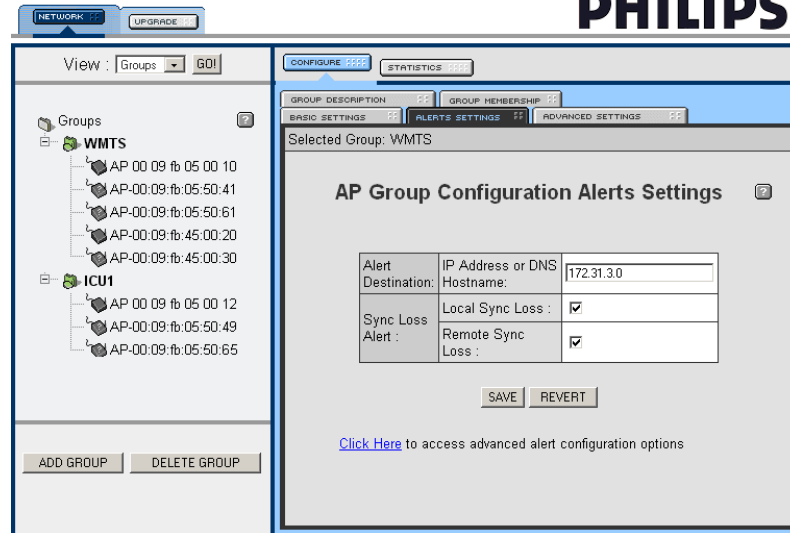 NETWORK
UPGRADE
PHILIPS
View : Groups GO!
Groups
WMTS
AP 00 09 fb 05 00 10
AP-00:09:fb:05:50:41
AP-00:09:fb:05:50:61
AP-00:09:fb:45:00:20
AP-00:09:fb:45:00:30
ICU1
AP 00 09 fb 05 00 12
AP-00:09:fb:05:50:49
AP-00:09:fb:05:50:65
ADD GROUP DELETE GROUP
CONFIGURE STATISTICS
GROUP DESCRIPTION GROUP MEMBERSHIP
BASIC SETTINGS ALERTS SETTINGS ADVANCED SETTINGS
Selected Group: WMTS
AP Group Configuration Alerts Settings
Alert Destination:
IP Address or DNS Hostname:
172.31.3.0
Sync Loss Alert :
Local Sync Loss :
Remote Sync Loss :
SAVE REVERT
Click Here to access advanced alert configuration options